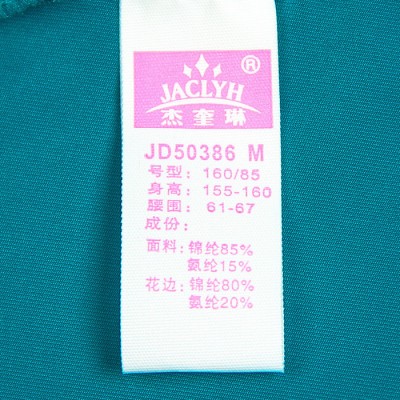 ®
JACLYH
杰奎琳
JD50386 M
号型：160/85
身高：155-160
腰围：61-67
成份：
面料：锦纶85%
氨纶15%
花边：锦纶80%
氨纶20%